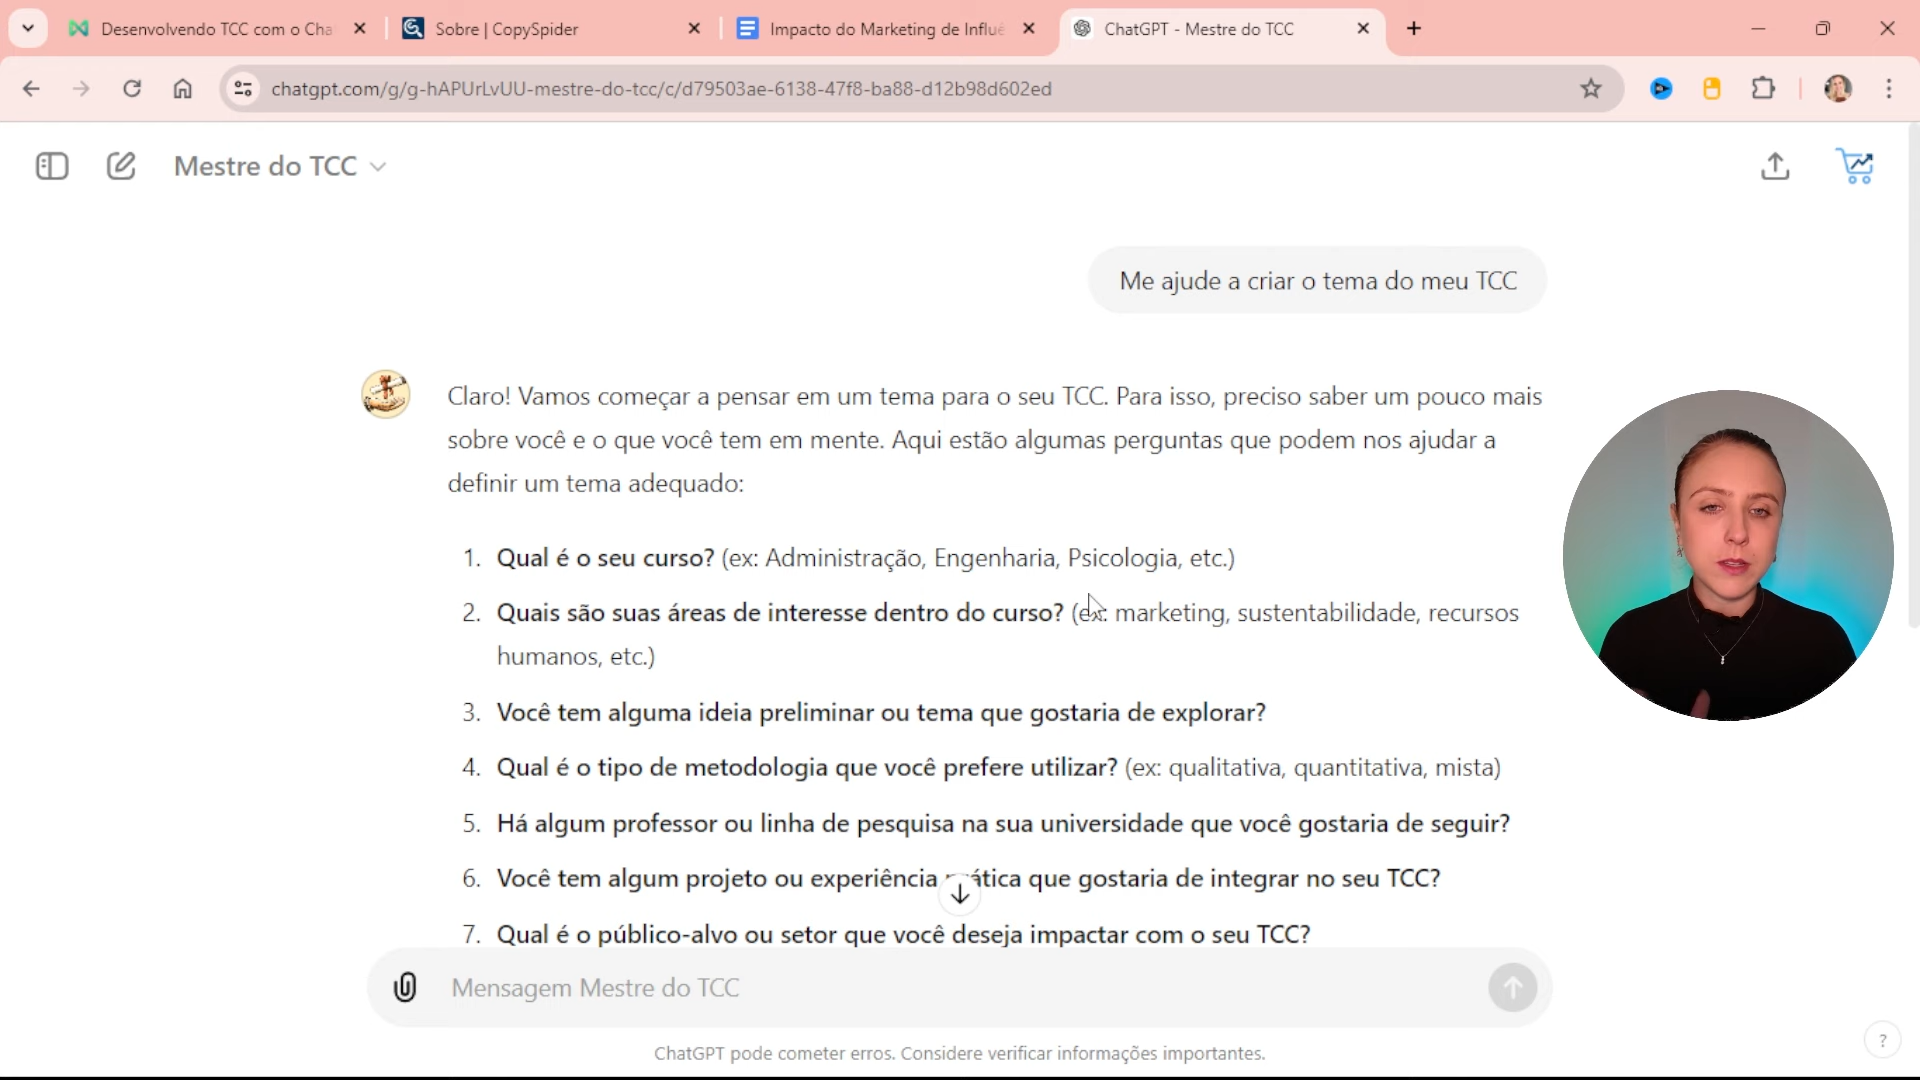 Desenvolvendo TCC com o Cha
Sobre | CopySpider
Impacto do Marketing de Influê
ChatGPT - Mestre do TCC
chatgpt.com/g/g-hAPUrLvUU-mestre-do-tcc/c/d79503ae-6138-47f8-ba88-d12b98d602ed
Mestre do TCC
Me ajude a criar o tema do meu TCC
Claro! Vamos começar a pensar em um tema para o seu TCC. Para isso, preciso saber um pouco mais
sobre você e o que você tem em mente. Aqui estão algumas perguntas que podem nos ajudar a
definir um tema adequado:
1. Qual é o seu curso? (ex: Administração, Engenharia, Psicologia, etc.)
2. Quais são suas áreas de interesse dentro do curso? (ex: marketing, sustentabilidade, recursos
humanos, etc.)
3. Você tem alguma ideia preliminar ou tema que gostaria de explorar?
4. Qual é o tipo de metodologia que você prefere utilizar? (ex: qualitativa, quantitativa, mista)
5. Há algum professor ou linha de pesquisa na sua universidade que você gostaria de seguir?
6. Você tem algum projeto ou experiência prática que gostaria de integrar no seu TCC?
7. Qual é o público-alvo ou setor que você deseja impactar com o seu TCC?
Mensagem Mestre do TCC
ChatGPT pode cometer erros. Considere verificar informações importantes.
?